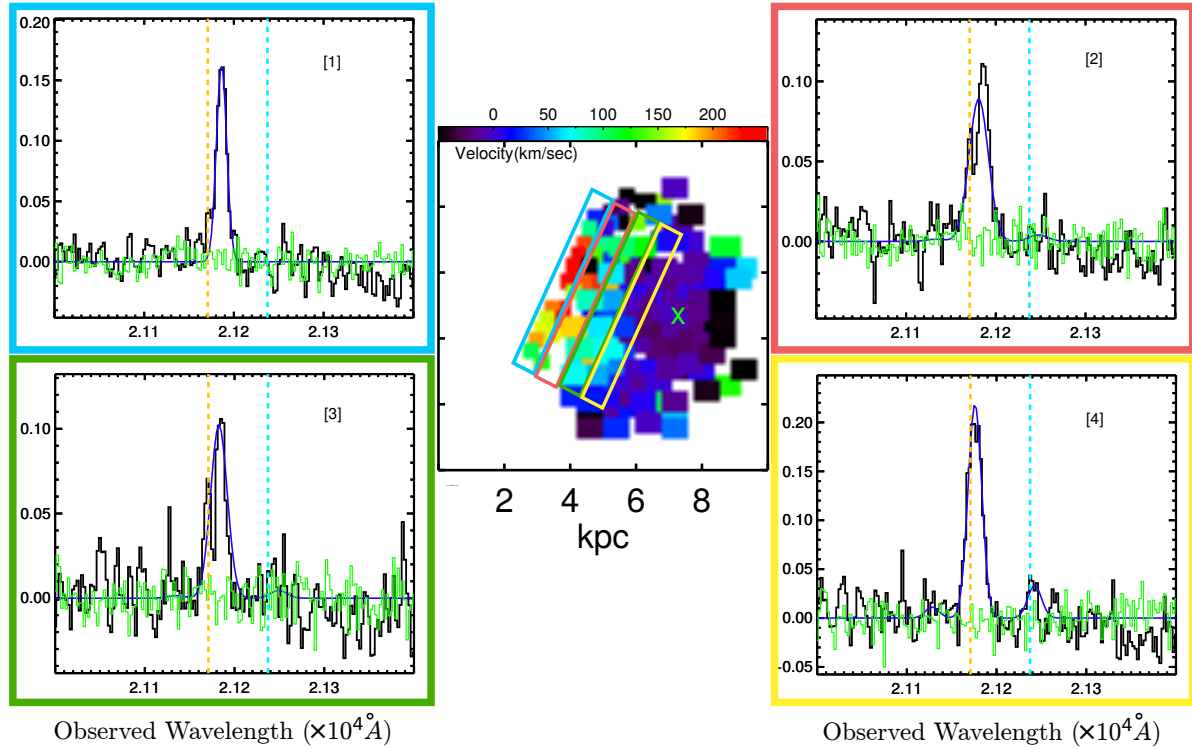 0.20
0.15
0.10
0.05
0.00
[1]
2.11 2.12 2.13
0 50 100 150 200
Velocity(km/sec)
X
2 4 6 8
kpc
0.10
0.05
0.00
[2]
2.11 2.12 2.13
0.10
0.05
0.00
[3]
2.11 2.12 2.13
Observed Wavelength (×10⁴Å)
0.20
0.15
0.10
0.05
0.00
-0.05
[4]
2.11 2.12 2.13
Observed Wavelength (×10⁴Å)